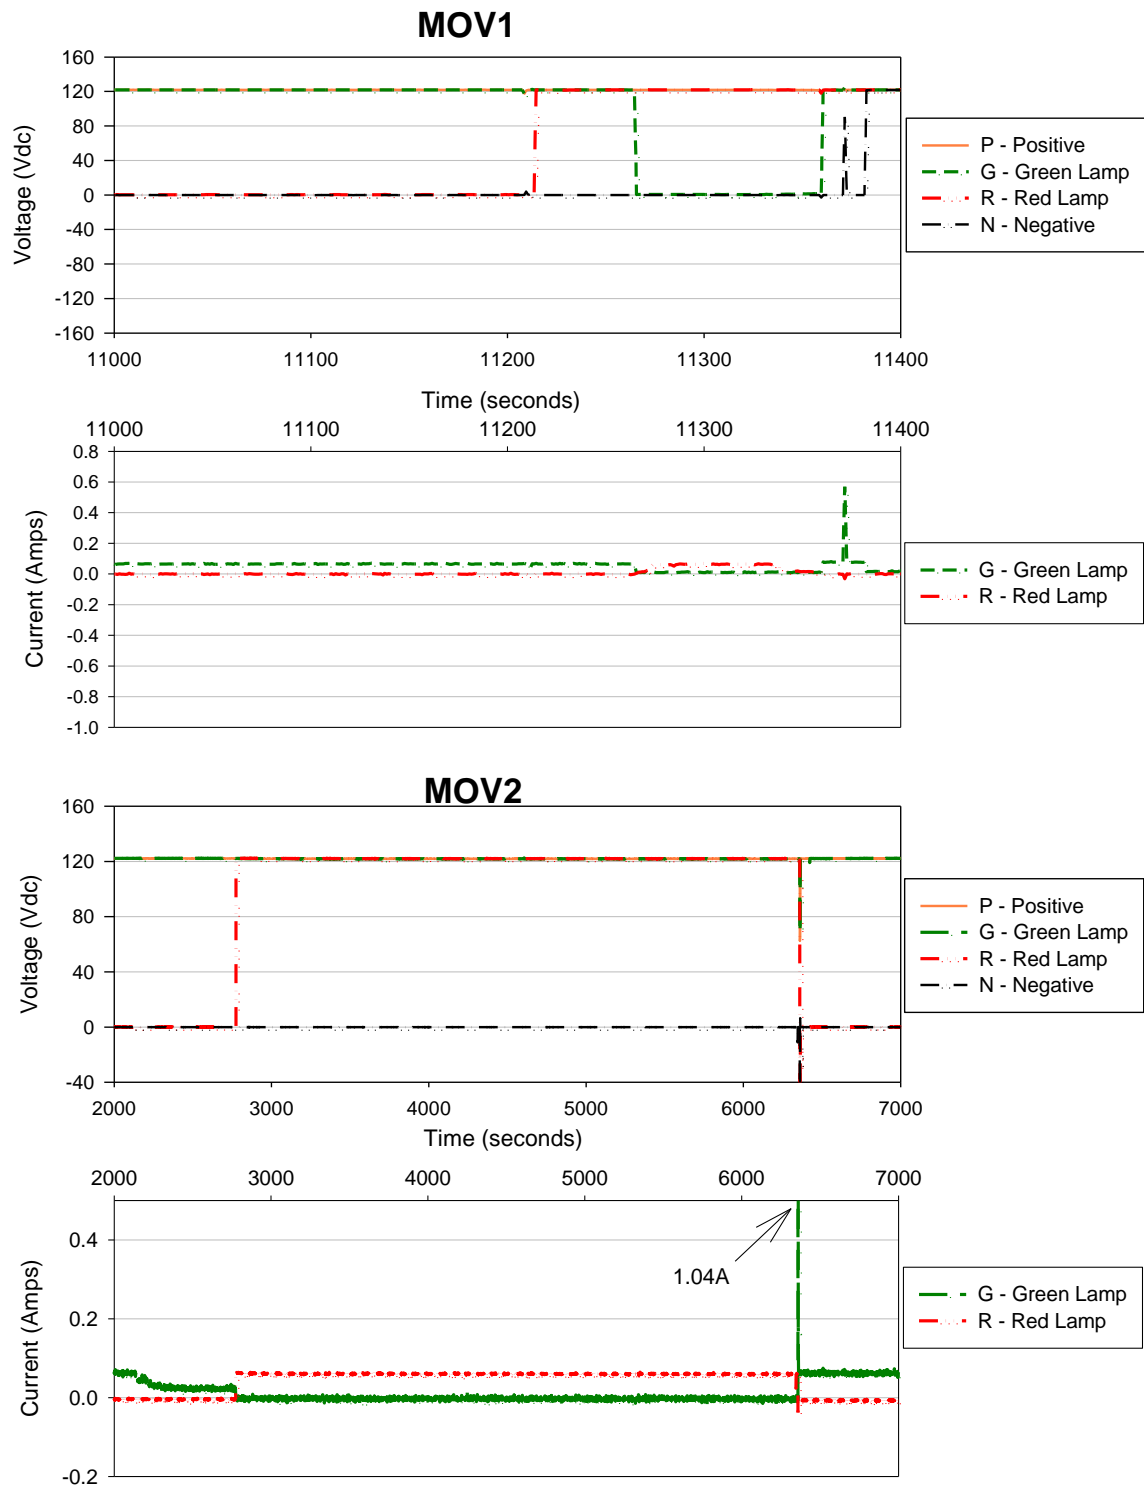 MOV1
160
120
80
40
0
-40
-80
-120
-160
Voltage (Vdc)
11000 11100 11200 11300 11400
Time (seconds)
P - Positive
G - Green Lamp
R - Red Lamp
N - Negative
11000 11100 11200 11300 11400
0.8
0.6
0.4
0.2
0.0
-0.2
-0.4
-0.6
-0.8
-1.0
Current (Amps)
G - Green Lamp
R - Red Lamp
MOV2
160
120
80
40
0
-40
Voltage (Vdc)
2000 3000 4000 5000 6000 7000
Time (seconds)
P - Positive
G - Green Lamp
R - Red Lamp
N - Negative
2000 3000 4000 5000 6000 7000
0.4
0.2
0.0
-0.2
Current (Amps)
1.04A
G - Green Lamp
R - Red Lamp